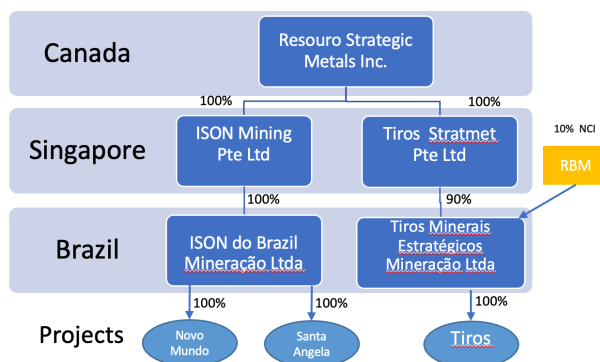 Canada
Resouro Strategic
Metals Inc.
100%
100%
Singapore
ISON Mining
Pte Ltd
Tiros Stratmet
Pte Ltd
10% NCI
RBM
100%
90%
Brazil
ISON do Brazil
Mineração Ltda
Tiros Minerais
Estratégicos
Mineração Ltda
100%
100%
100%
Projects
Novo
Mundo
Santa
Angela
Tiros